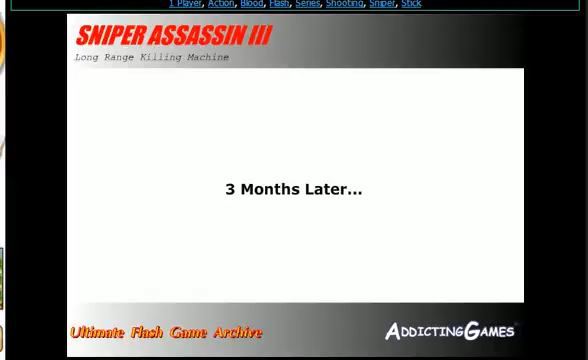 1 Player, Action, Blood, Flash, Series, Shooting, Sniper, Stick
SNIPER ASSASSIN III
Long Range Killing Machine
3 Months Later...
Ultimate Flash Game Archive
ADDICTINGGAMES